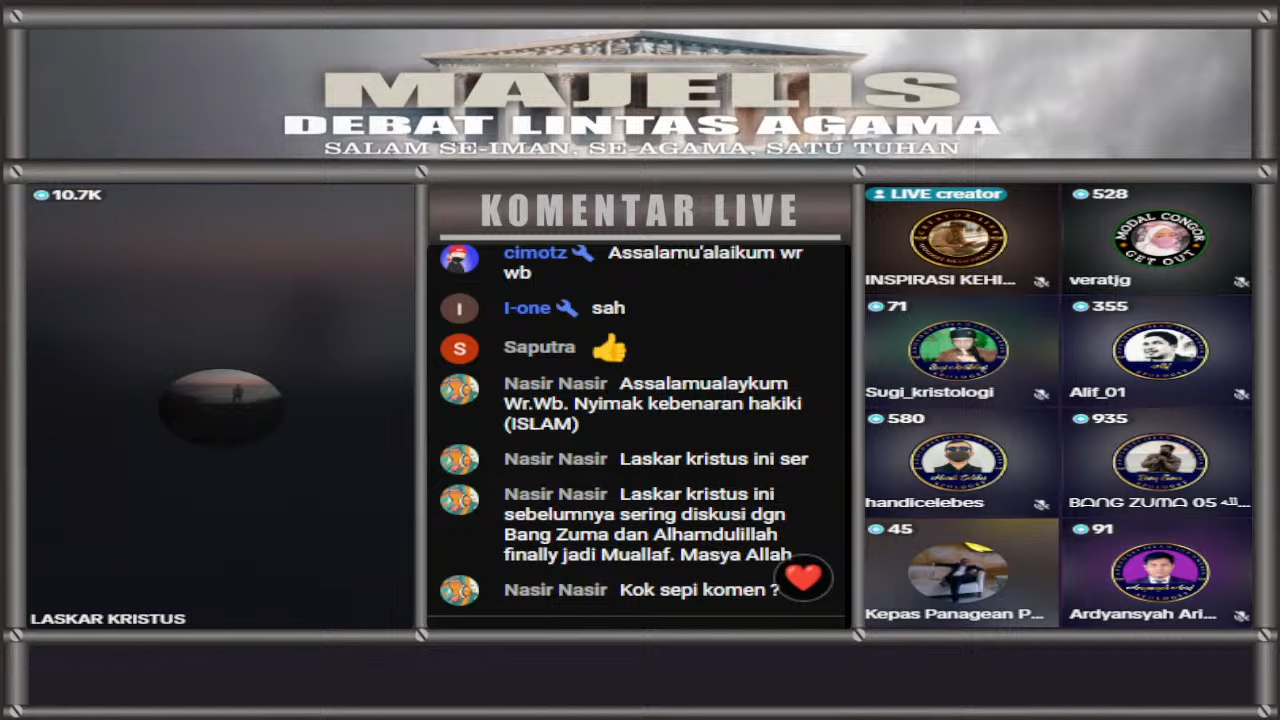 MAJELIS
DEBAT LINTAS AGAMA
SALAM SE-IMAN, SE-AGAMA, SATU TUHAN
10.7K
LASKAR KRISTUS
KOMENTAR LIVE
cimotz Assalamu'alaikum wr
wb
I
I-one sah
S
Saputra 👍
Nasir Nasir Assalamualaykum
Wr.Wb. Nyimak kebenaran hakiki
(ISLAM)
Nasir Nasir Laskar kristus ini ser
Nasir Nasir Laskar kristus ini
sebelumnya sering diskusi dgn
Bang Zuma dan Alhamdulillah
finally jadi Muallaf. Masya Allah
Nasir Nasir Kok sepi komen ?
LIVE creator
INSPIRASI KEHI...
528
MODAL CONGOR
GET OUT
veratjg
71
Sugi_kristologi
355
Alif_01
580
handicelebes
935
BANG ZUMA 05 ...
45
Kepas Panagean P...
91
Ardyansyah Ari...